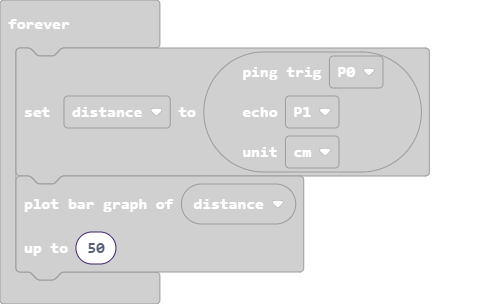 forever
ping trig P0
set distance to echo P1
unit cm
plot bar graph of distance
up to 50